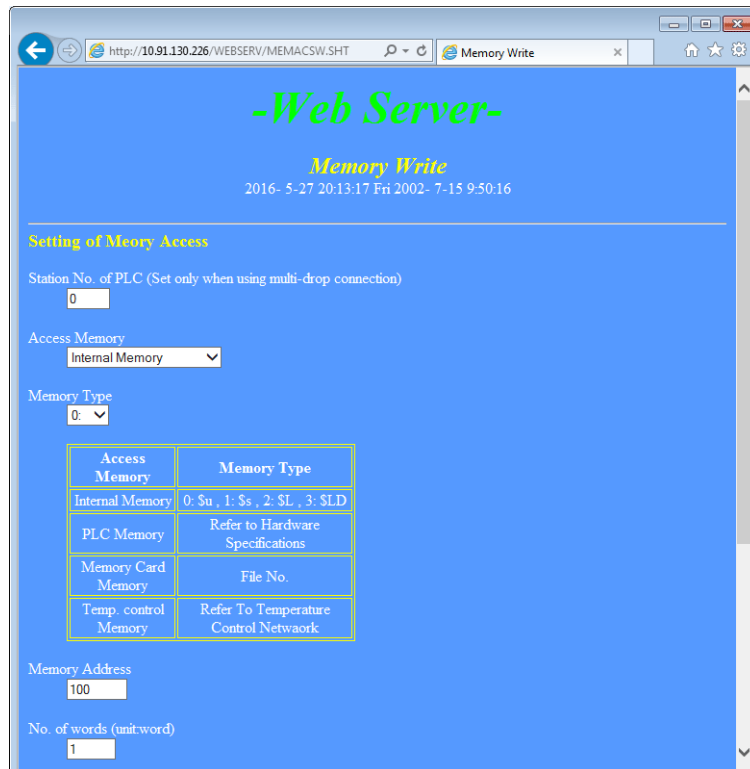 http://10.91.130.226/WEBSERV/MEMACSW.SHT
Memory Write
-Web Server-
Memory Write
2016- 5-27 20:13:17 Fri 2002- 7-15 9:50:16
Setting of Meory Access
Station No. of PLC (Set only when using multi-drop connection)
0
Access Memory
Internal Memory
Memory Type
0:
Access
Memory
Memory Type
Internal Memory
0: $u , 1: $s , 2: $L , 3: $LD
PLC Memory
Refer to Hardware
Specifications
Memory Card
Memory
File No.
Temp. control
Memory
Refer To Temperature
Control Netwaork
Memory Address
100
No. of words (unit:word)
1